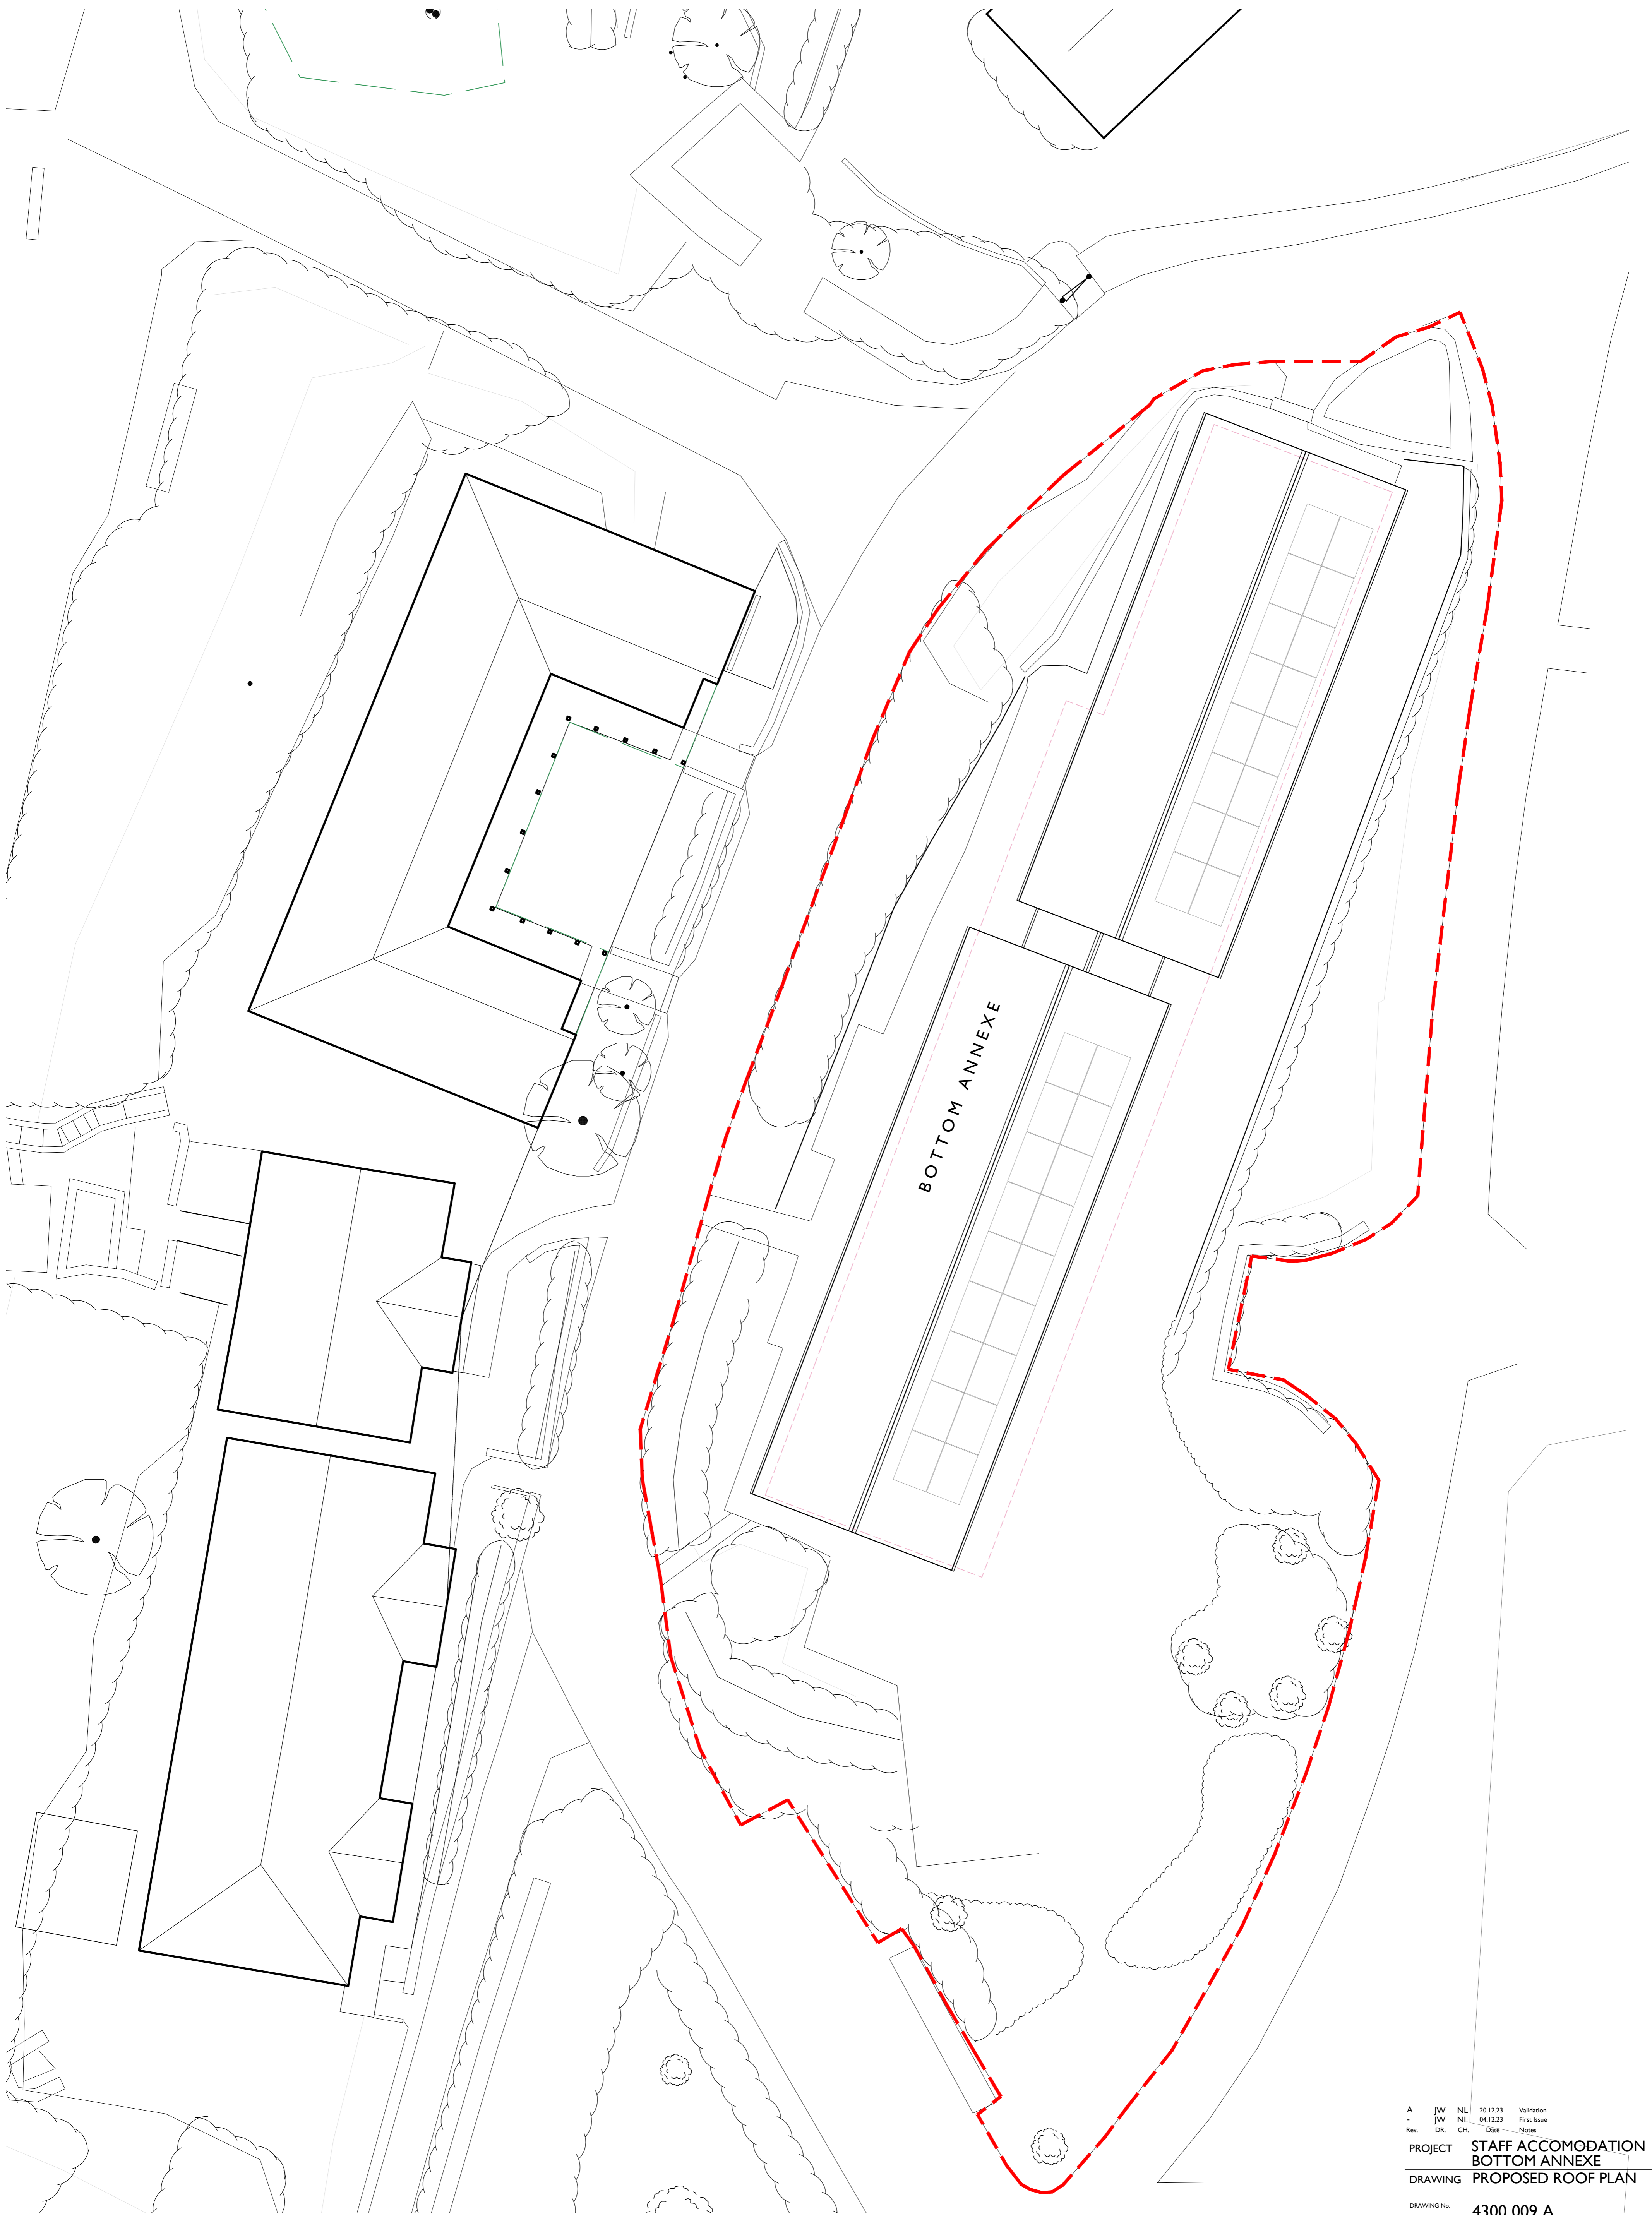 BOTTOM ANNEXE
A JW NL 20.12.23 Validation
- JW NL 04.12.23 First Issue
Rev. DR. CH. Date Notes
PROJECT STAFF ACCOMODATION
BOTTOM ANNEXE
DRAWING PROPOSED ROOF PLAN
DRAWING No. 4300 009 A